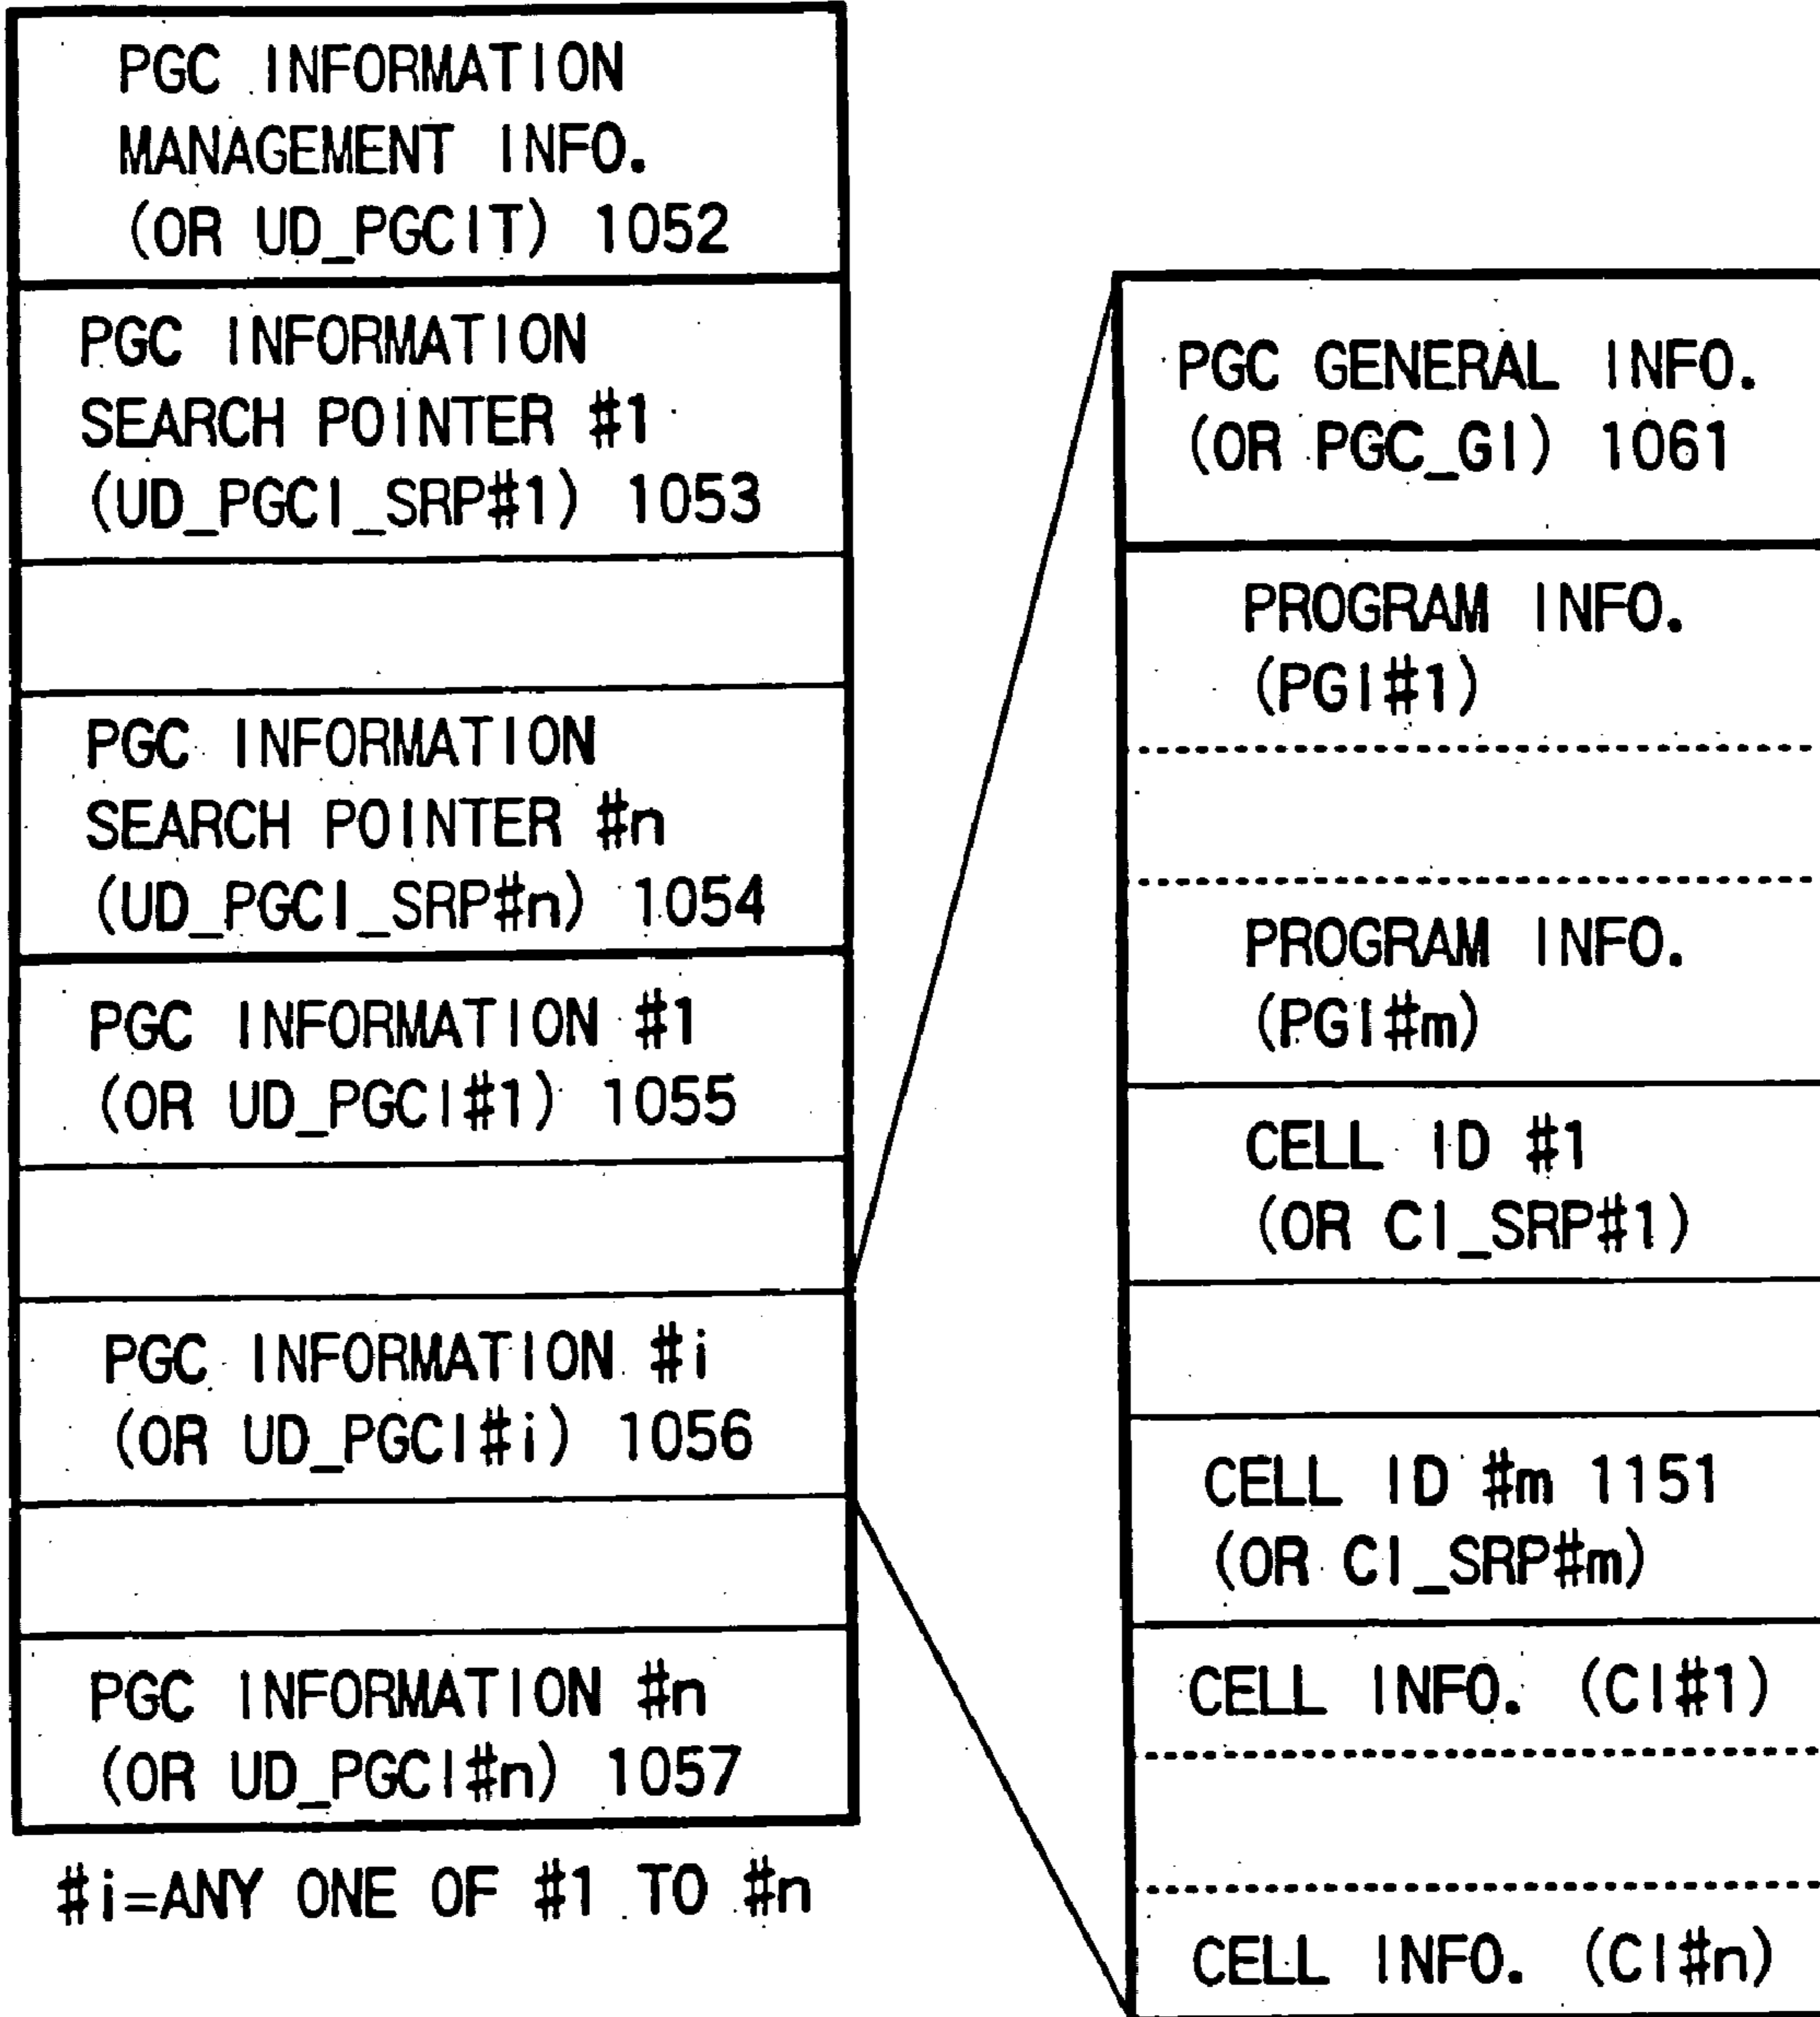 PGC INFORMATION
MANAGEMENT INFO.
(OR UD_PGCIT) 1052
PGC INFORMATION
SEARCH POINTER #1
(UD_PGCI_SRP#1) 1053
PGC INFORMATION
SEARCH POINTER #n
(UD_PGCI_SRP#n) 1054
PGC INFORMATION #1
(OR UD_PGCI#1) 1055
PGC INFORMATION #i
(OR UD_PGCI#i) 1056
PGC INFORMATION #n
(OR UD_PGCI#n) 1057
#i=ANY ONE OF #1 TO #n
PGC GENERAL INFO.
(OR PGC_GI) 1061
PROGRAM INFO.
(PGI#1)
PROGRAM INFO.
(PGI#m)
CELL ID #1
(OR CI_SRP#1)
CELL ID #m 1151
(OR CI_SRP#m)
CELL INFO. (CI#1)
CELL INFO. (CI#n)